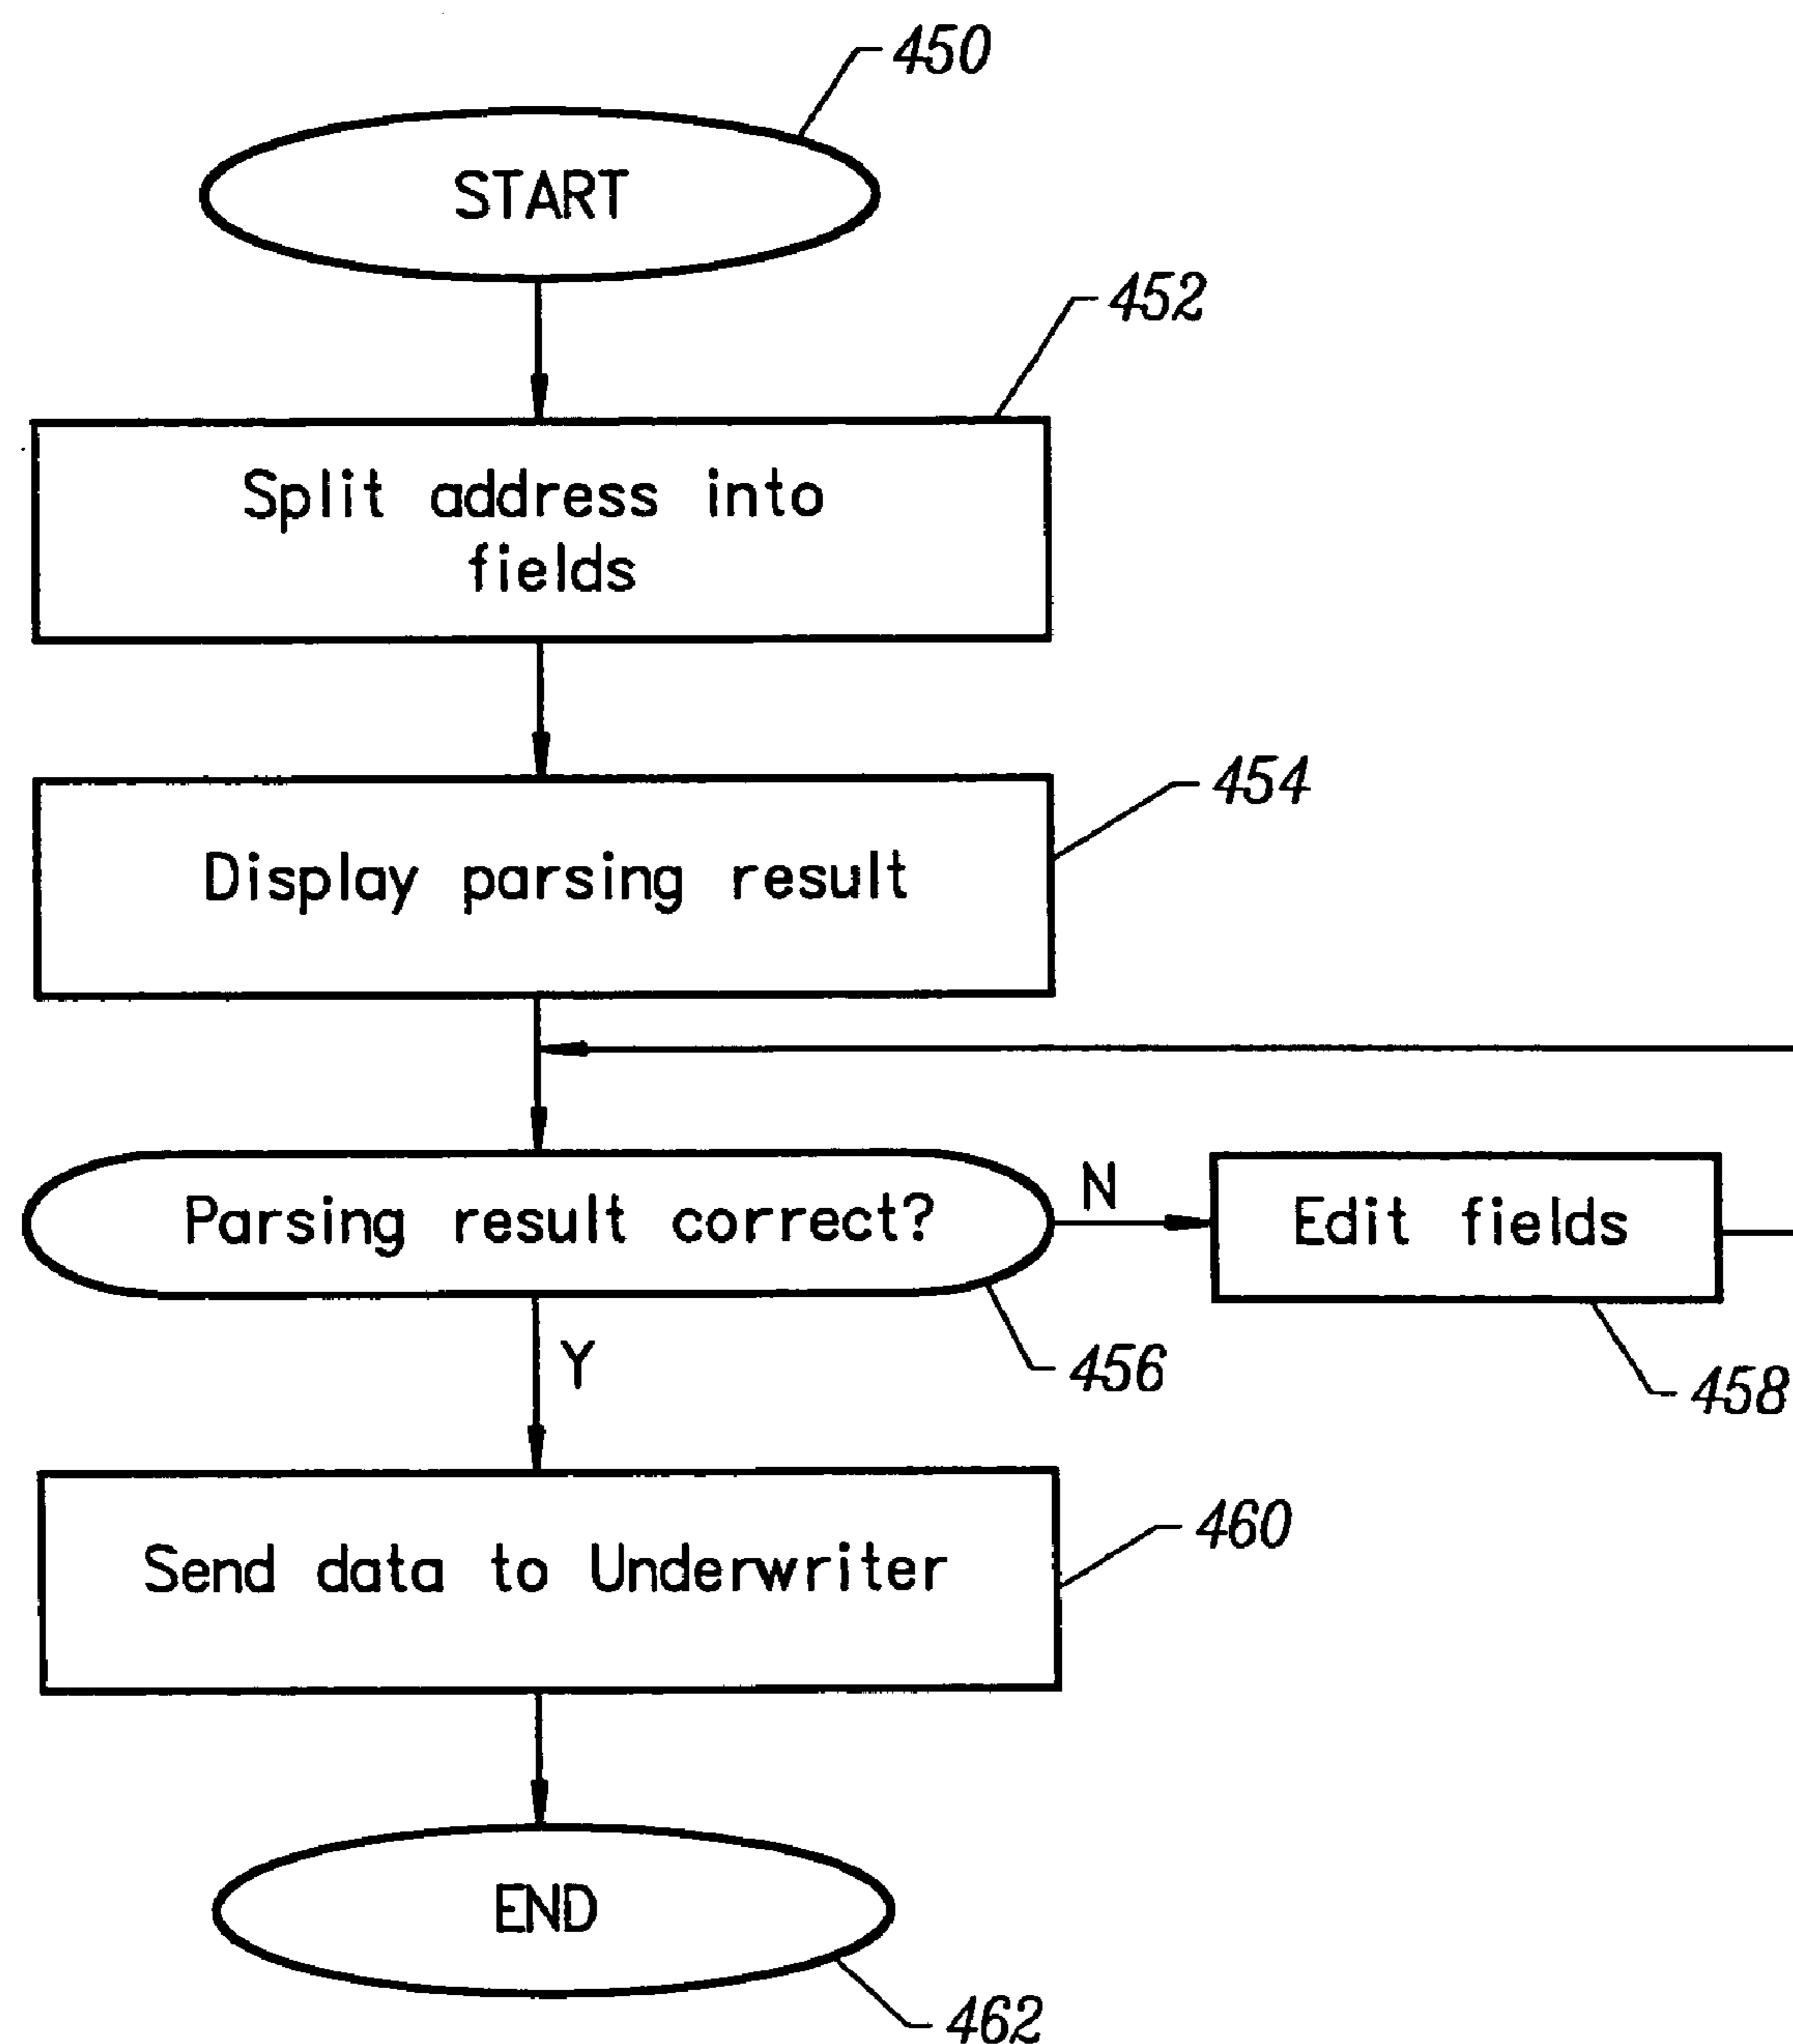 450
START
452
Split address into
fields
454
Display parsing result
Parsing result correct?
N
Edit fields
Y
456
458
460
Send data to Underwriter
END
462